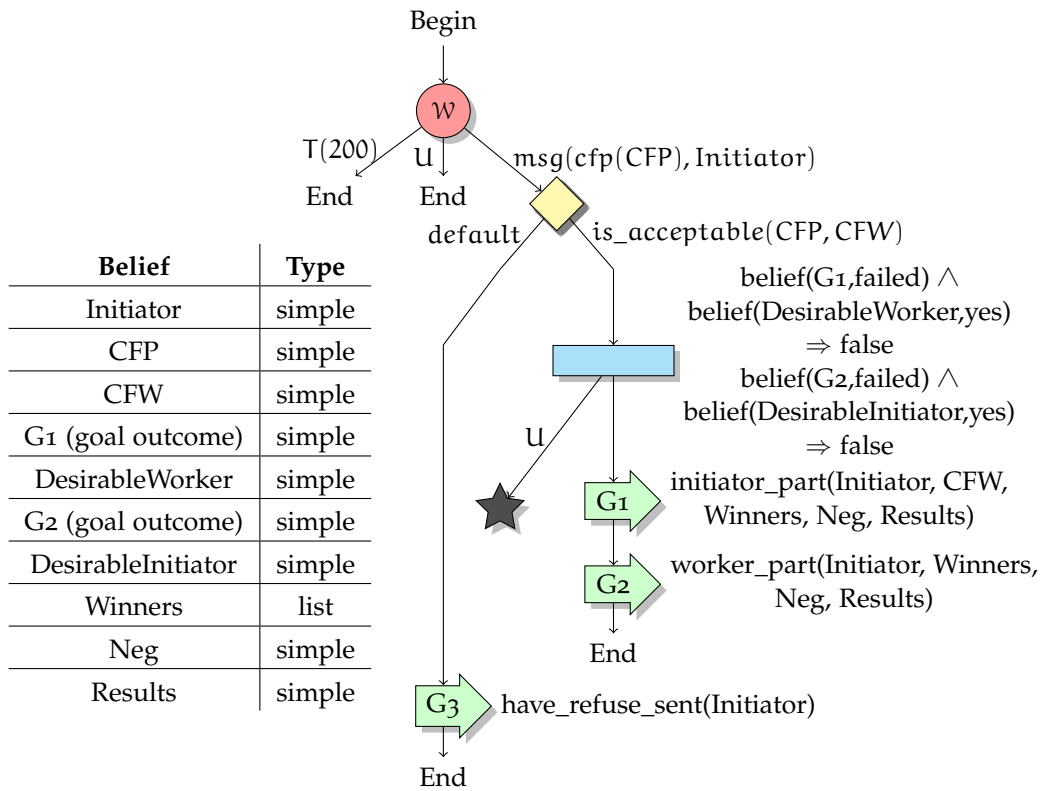 Begin
W
T(200)
U
msg(cfp(CFP), Initiator)
End
End
default
is_acceptable(CFP, CFW)
Belief Type
Initiator simple
CFP simple
CFW simple
G1 (goal outcome) simple
DesirableWorker simple
G2 (goal outcome) simple
DesirableInitiator simple
Winners list
Neg simple
Results simple
belief(G1,failed) ∧
belief(DesirableWorker,yes)
⇒ false
belief(G2,failed) ∧
belief(DesirableInitiator,yes)
⇒ false
U
G1
initiator_part(Initiator, CFW,
Winners, Neg, Results)
G2
worker_part(Initiator, Winners,
Neg, Results)
End
G3
have_refuse_sent(Initiator)
End